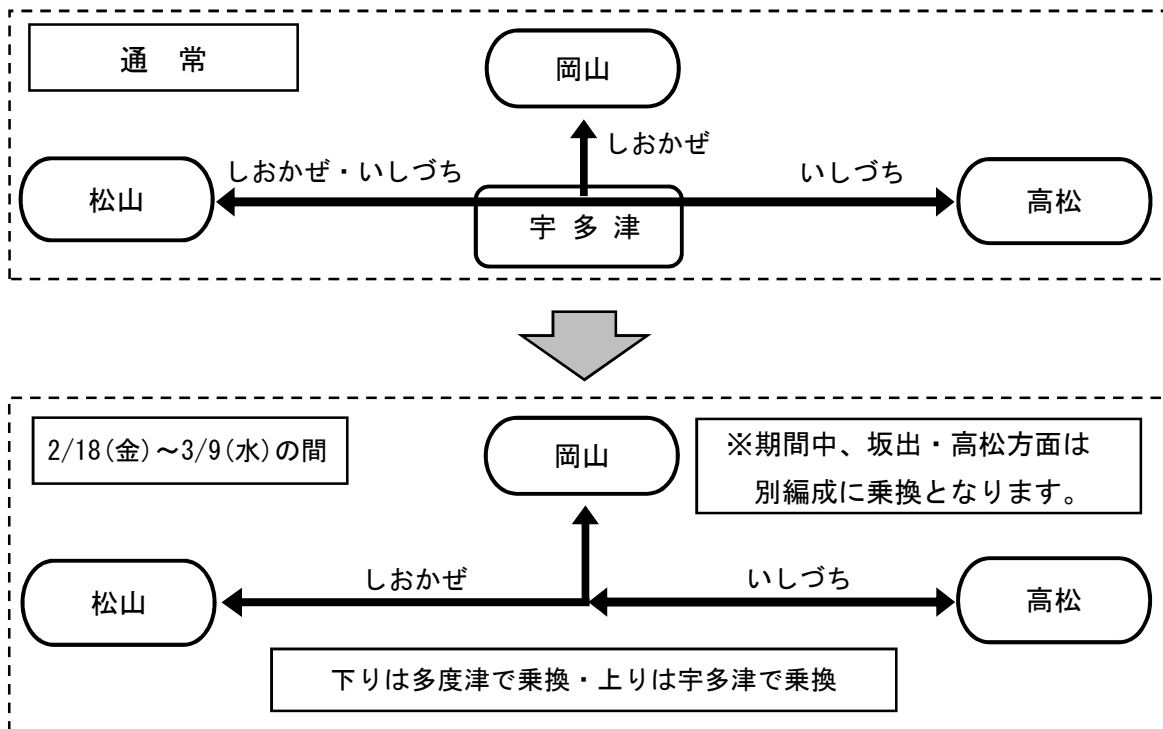 通　常
岡山
しおかぜ
しおかぜ・いしづち
いしづち
松山
宇 多 津
高松
2/18(金)～3/9(水)の間
岡山
※期間中、坂出・高松方面は
別編成に乗換となります。
しおかぜ
いしづち
松山
高松
下りは多度津で乗換・上りは宇多津で乗換